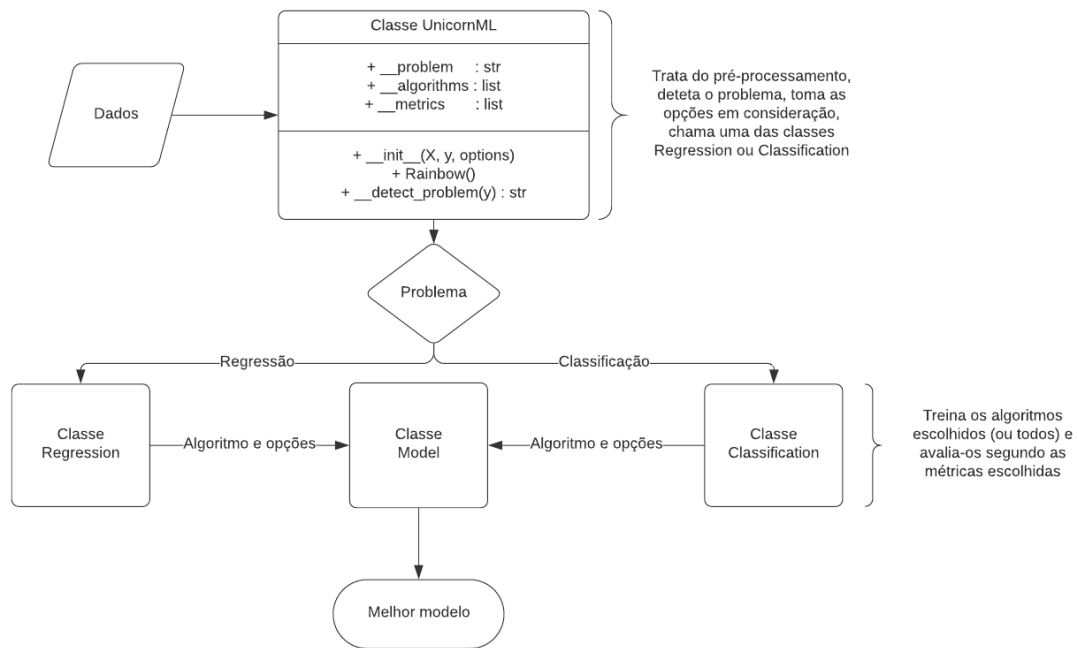 Classe UnicornML
+ __problem : str
+ __algorithms : list
+ __metrics : list
+ __init__(X, y, options)
+ Rainbow()
+ __detect_problem(y) : str
Dados
Trata do pré-processamento,
deteta o problema, toma as
opções em consideração,
chama uma das classes
Regression ou Classification
Problema
Regressão
Classificação
Classe
Regression
Algoritmo e opções
Classe
Model
Algoritmo e opções
Classe
Classification
Treina os algoritmos
escolhidos (ou todos) e
avalia-os segundo as
métricas escolhidas
Melhor modelo